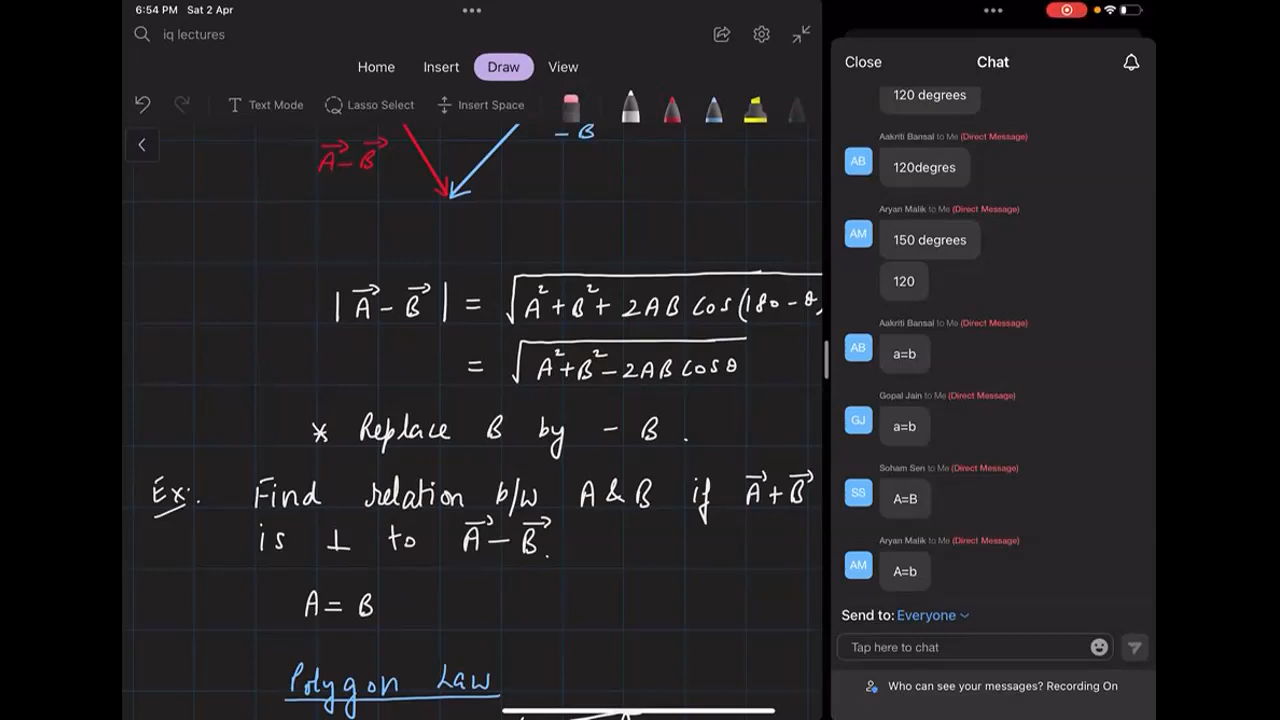 6:54 PM Sat 2 Apr
iq lectures
Home Insert Draw View
Text Mode Lasso Select Insert Space
– B
A – B
| A – B | = √A² + B² + 2AB Cos(180 – θ)
= √A² + B² – 2AB Cosθ
* Replace B by – B .
Ex:. Find relation b/w A & B if A + B
is ⊥ to A – B.
A = B
Polygon Law
Close Chat
120 degrees
Aakriti Bansal to Me (Direct Message)
AB 120degres
Aryan Malik to Me (Direct Message)
AM 150 degrees
120
Aakriti Bansal to Me (Direct Message)
AB a=b
Gopal Jain to Me (Direct Message)
GJ a=b
Soham Sen to Me (Direct Message)
SS A=B
Aryan Malik to Me (Direct Message)
AM A=b
Send to: Everyone
Tap here to chat
Who can see your messages? Recording On